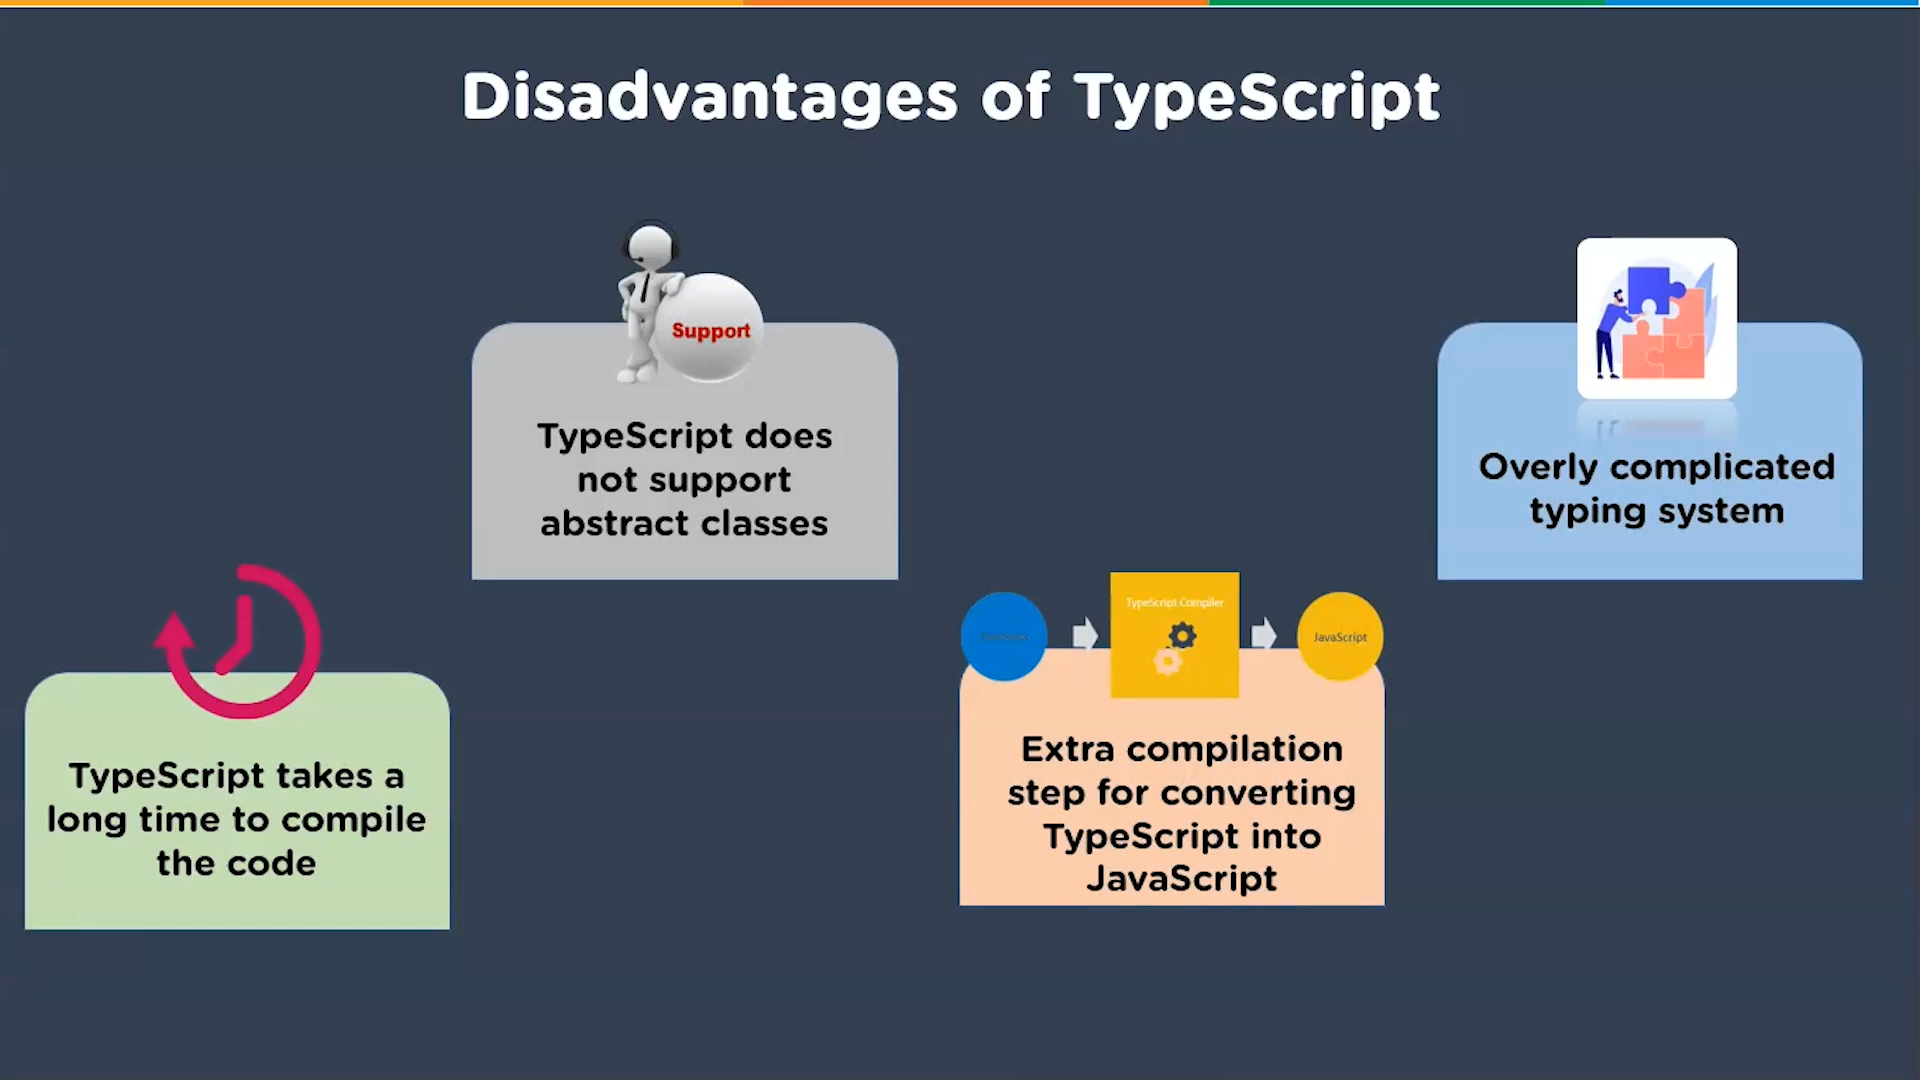 Disadvantages of TypeScript
Support
TypeScript does
not support
abstract classes
Overly complicated
typing system
TypeScript takes a
long time to compile
the code
TypeScript Compiler
JavaScript
Extra compilation
step for converting
TypeScript into
JavaScript